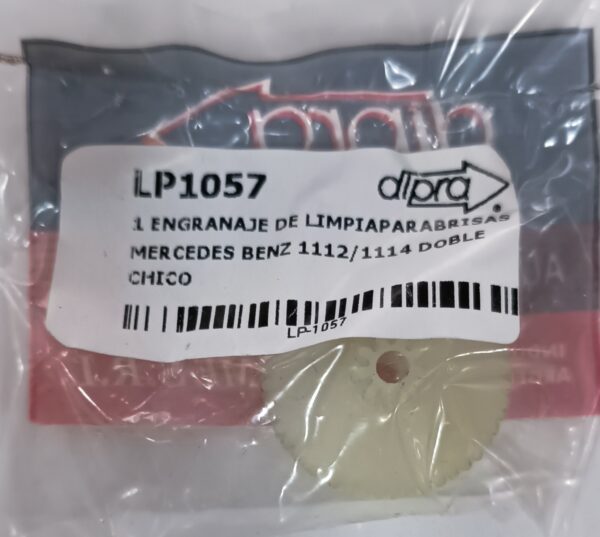 LP1057
dipra
®
1 ENGRANAJE DE LIMPIAPARABRISAS
MERCEDES BENZ 1112/1114 DOBLE
CHICO
LP-1057